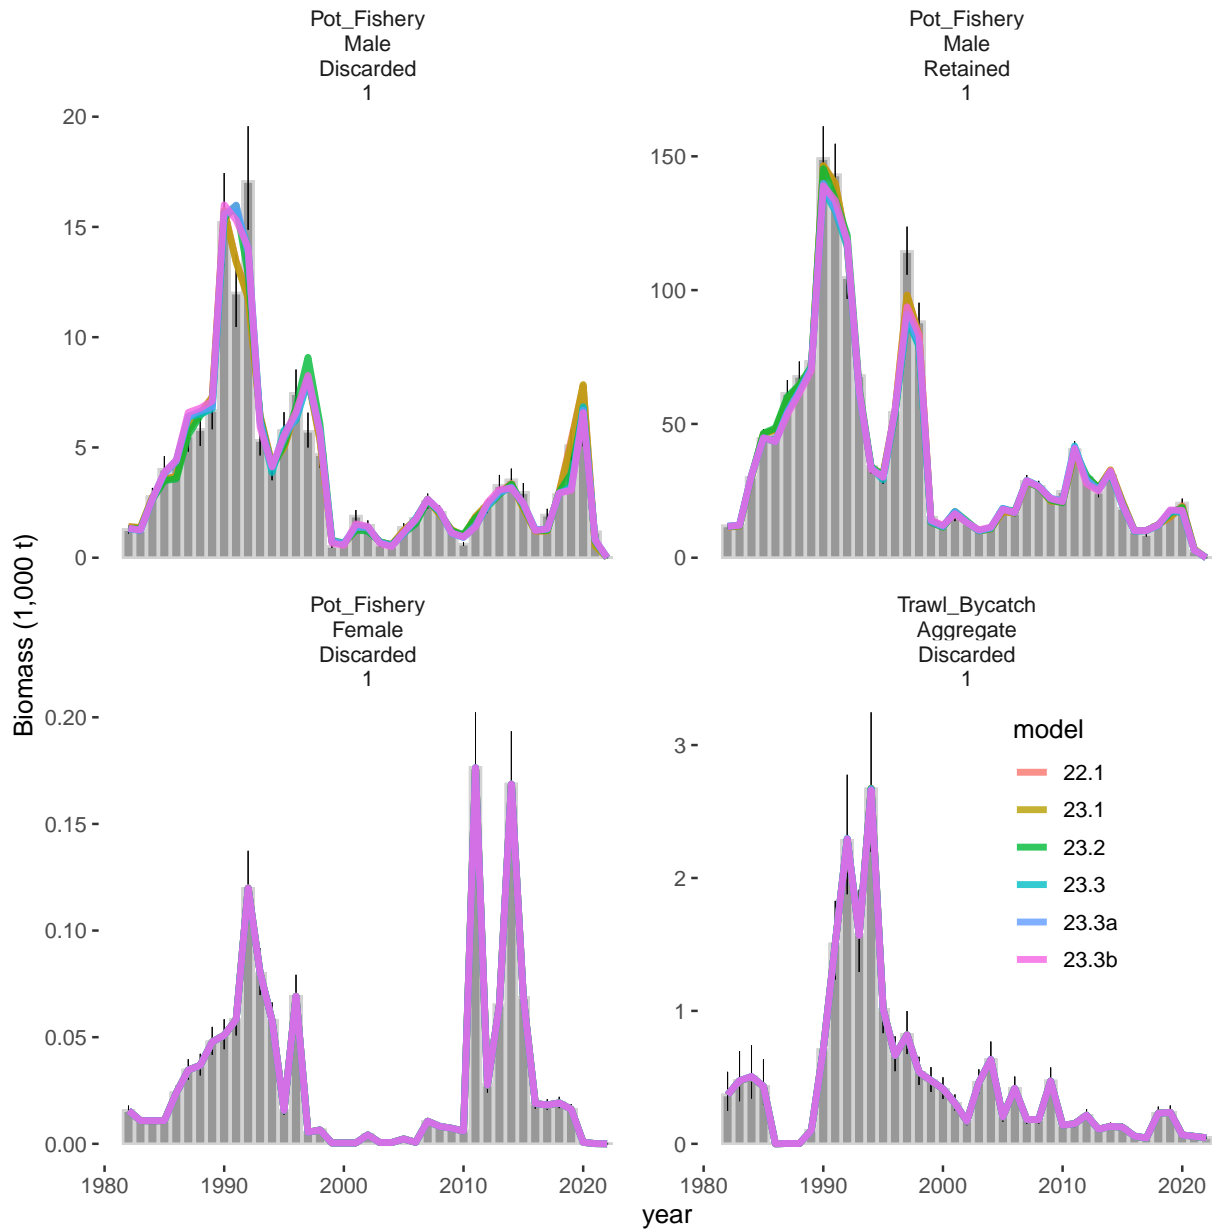 Pot_Fishery
Male
Discarded
1
Pot_Fishery
Male
Retained
1
20
15
10
5
0
150
100
50
0
Biomass (1,000 t)
Pot_Fishery
Female
Discarded
1
Trawl_Bycatch
Aggregate
Discarded
1
0.20
0.15
0.10
0.05
0.00
3
2
1
0
model
22.1
23.1
23.2
23.3
23.3a
23.3b
1980
1990
2000
2010
2020
1980
1990
2000
2010
2020
year